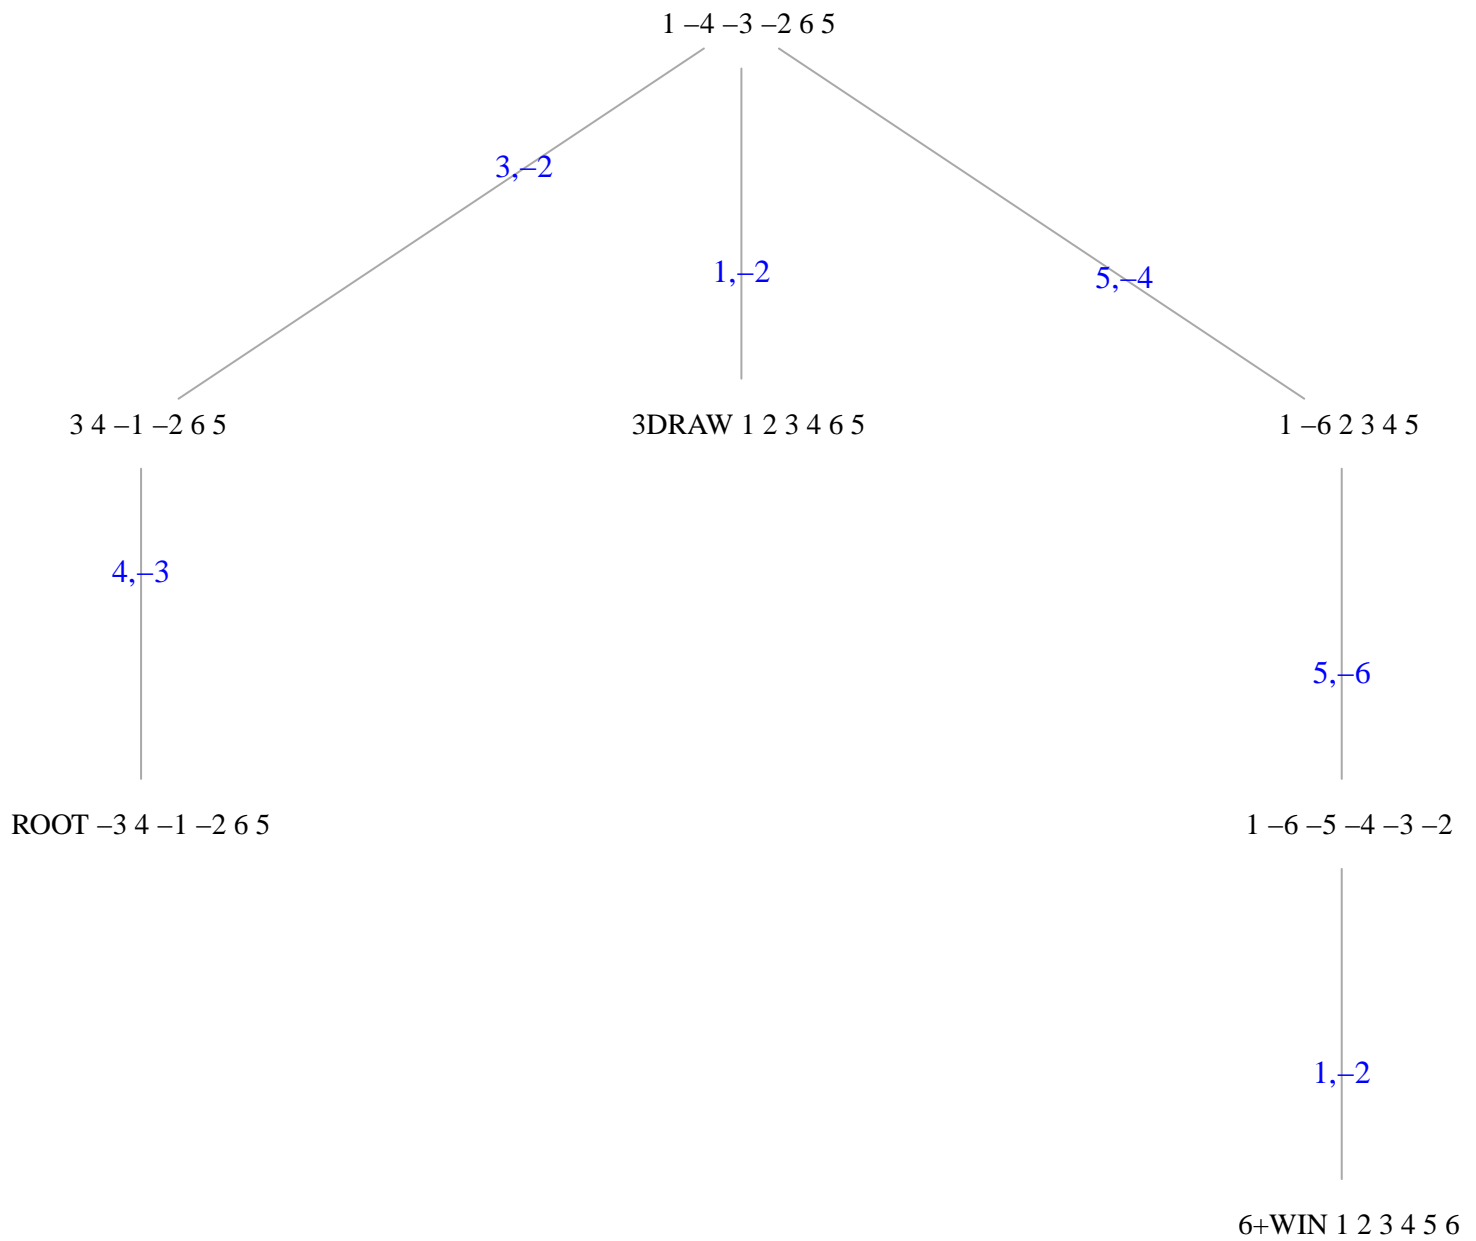 1 –4 –3 –2 6 5
3,–2
1,–2
5,–4
3 4 –1 –2 6 5
3DRAW 1 2 3 4 6 5
1 –6 2 3 4 5
4,–3
5,–6
ROOT –3 4 –1 –2 6 5
1 –6 –5 –4 –3 –2
1,–2
6+WIN 1 2 3 4 5 6